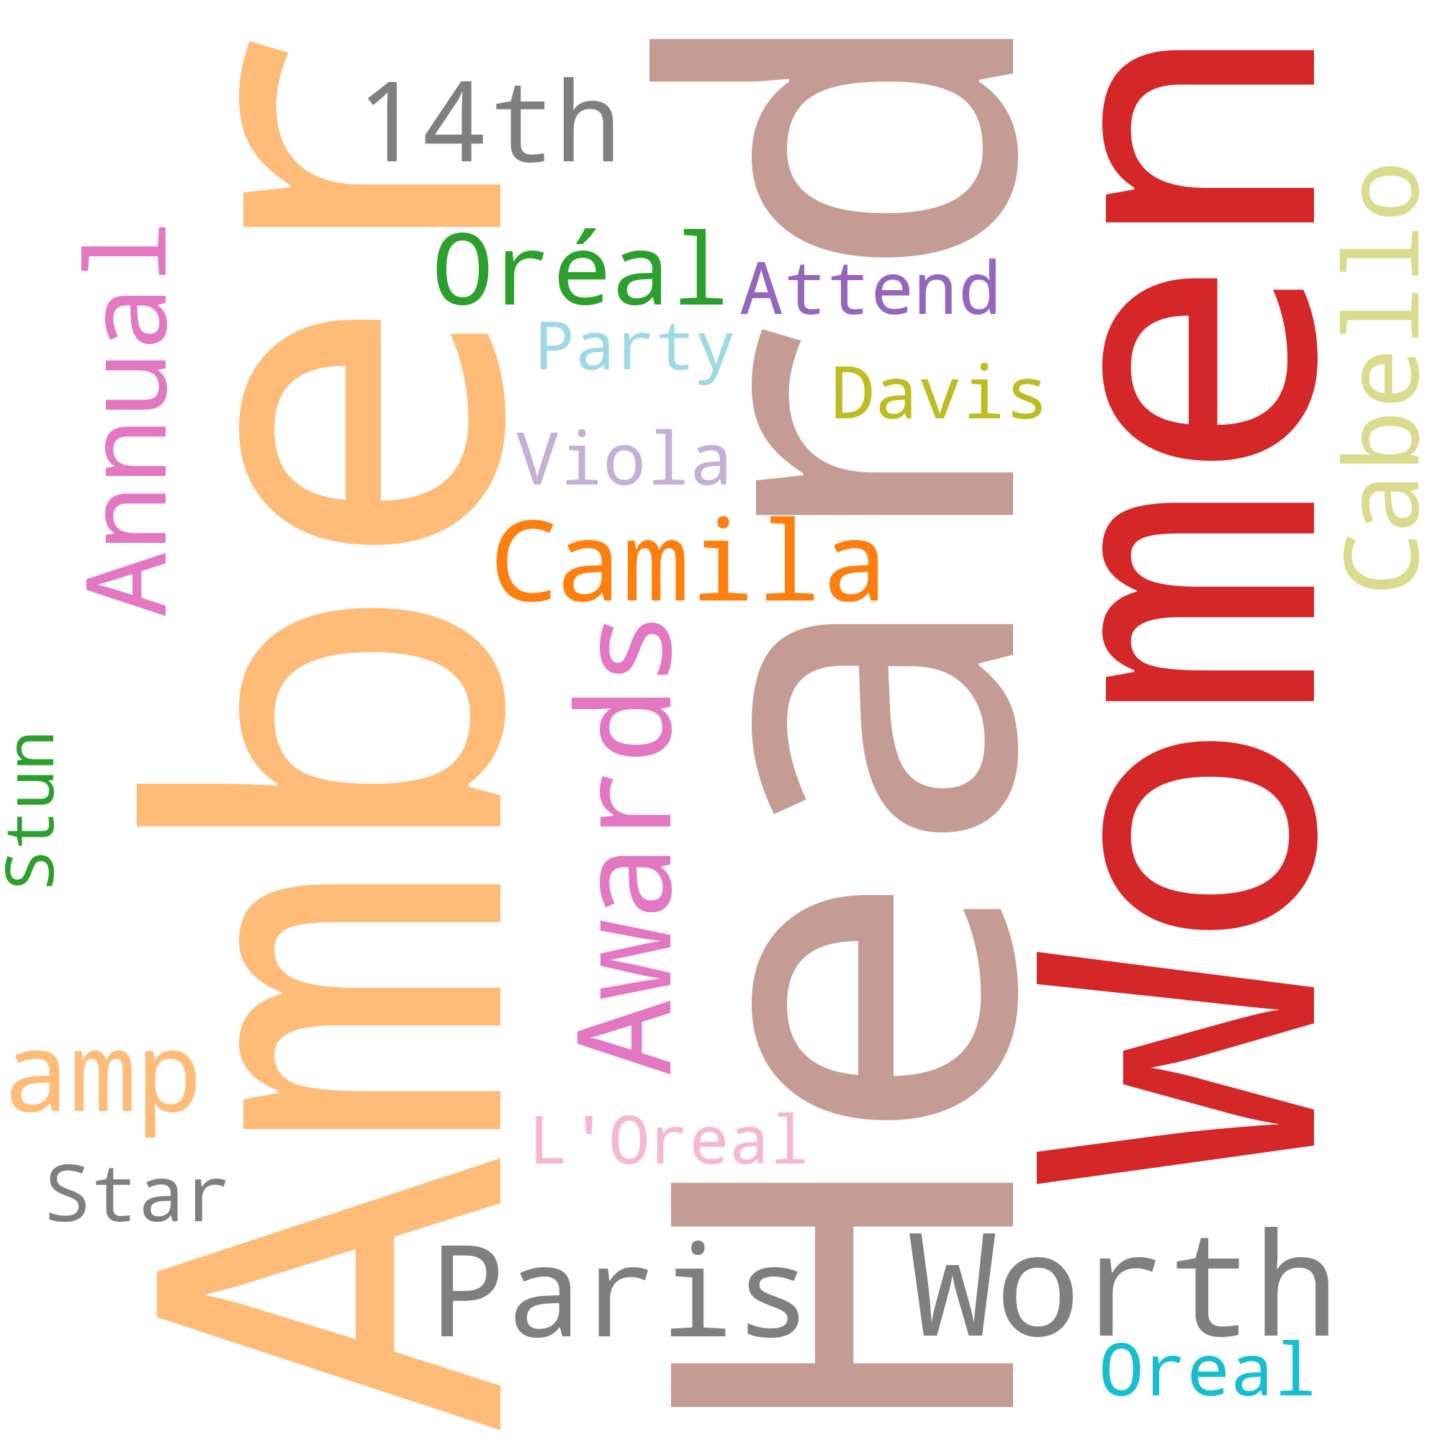 14th
Amber
Heard
Women
Annual
Oréal
Attend
Cabello
Party
Davis
Viola
Camila
Awards
Stun
amp
L'Oreal
Star
Paris
Worth
Oreal